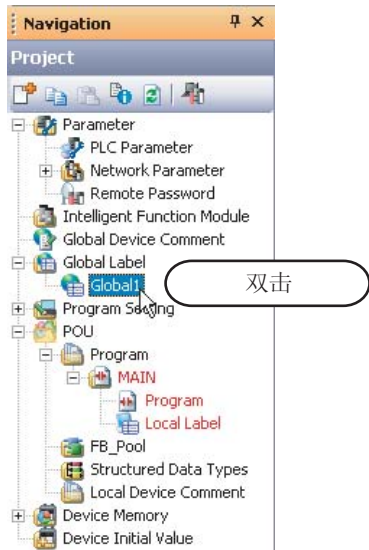 Navigation
Project
Parameter
PLC Parameter
Network Parameter
Remote Password
Intelligent Function Module
Global Device Comment
Global Label
Global1
双击
Program Setting
POU
Program
MAIN
Program
Local Label
FB_Pool
Structured Data Types
Local Device Comment
Device Memory
Device Initial Value